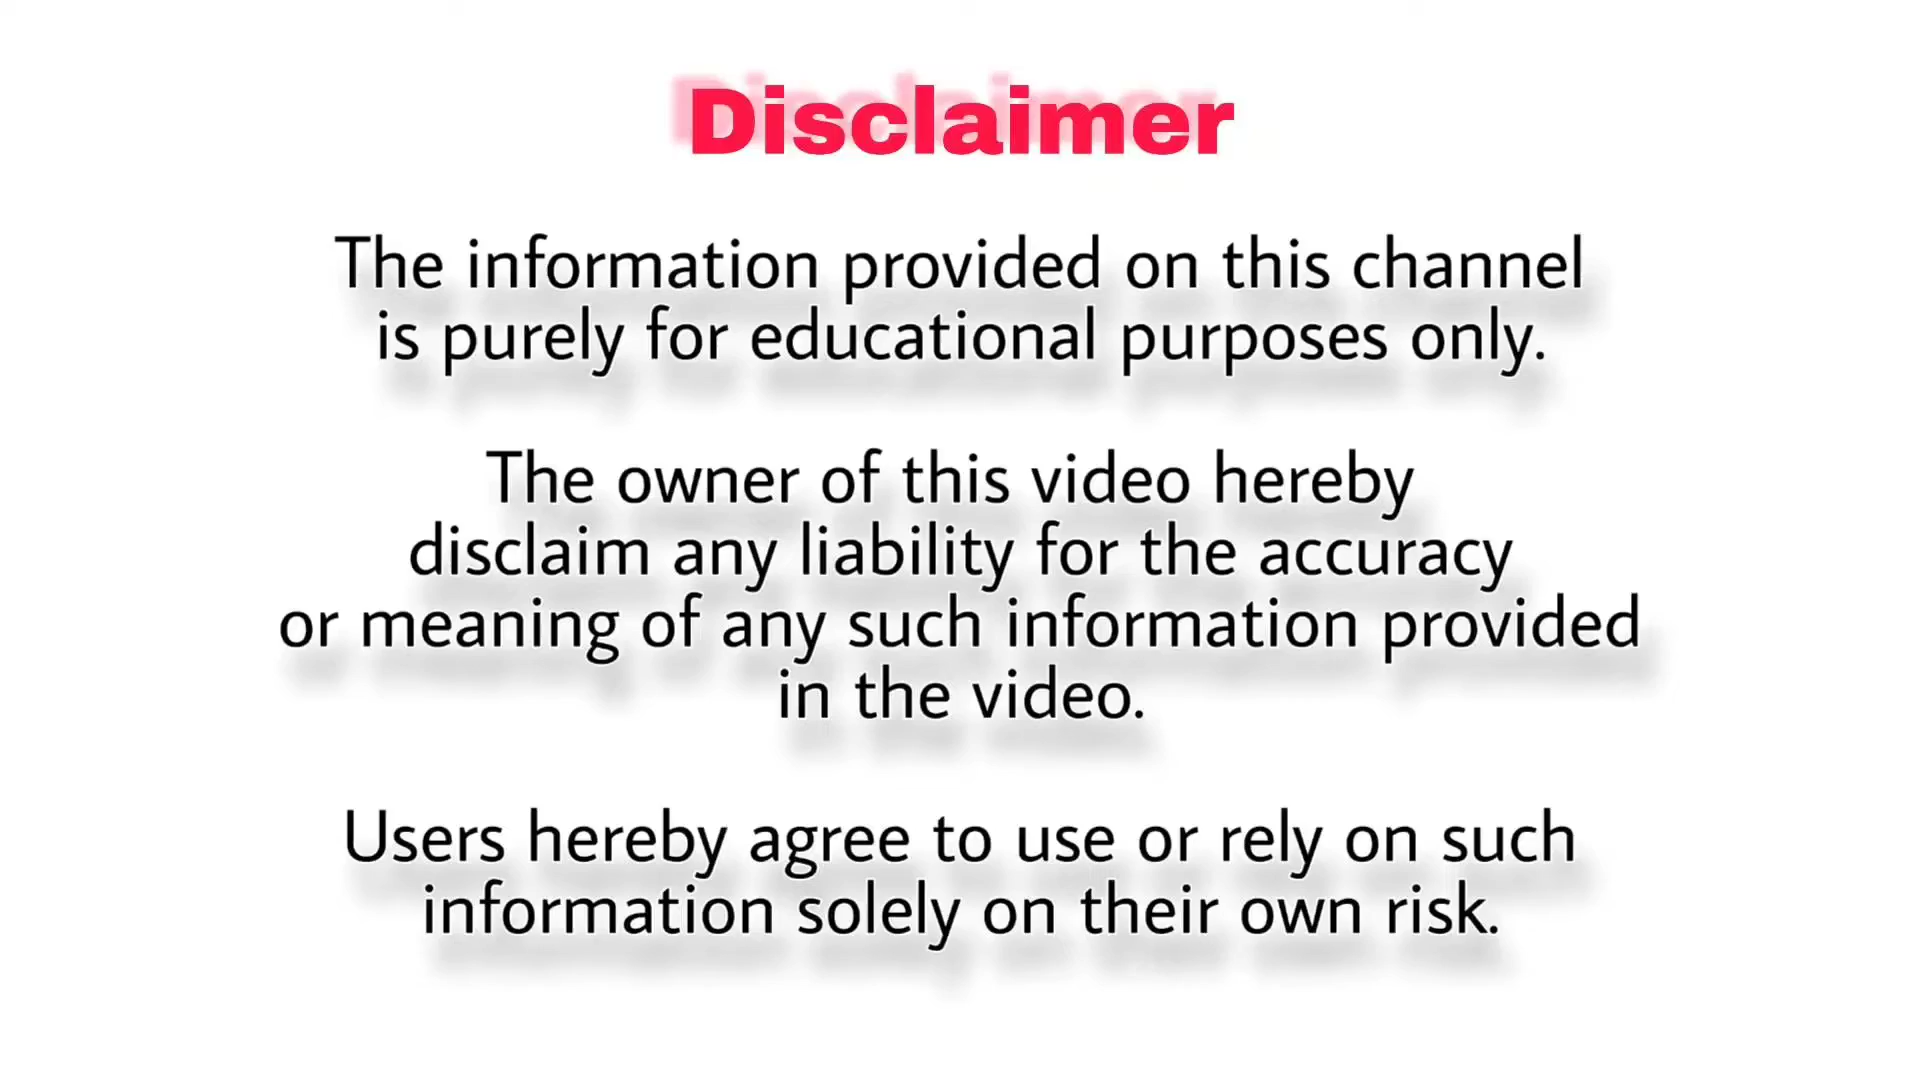 Disclaimer
The information provided on this channel
is purely for educational purposes only.
The owner of this video hereby
disclaim any liability for the accuracy
or meaning of any such information provided
in the video.
Users hereby agree to use or rely on such
information solely on their own risk.